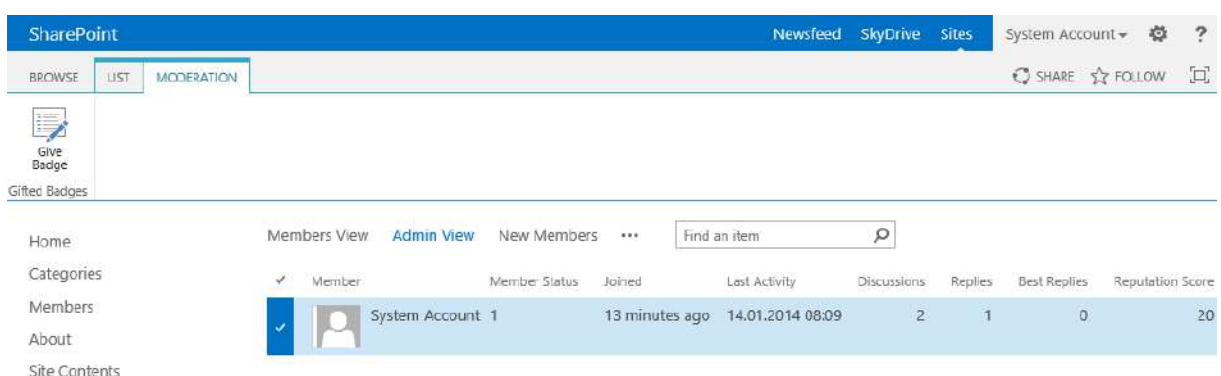 SharePoint Newsfeed SkyDrive Sites System Account ?
BROWSE LIST MODERATION SHARE FOLLOW
Give
Badge
Gifted Badges
Members View Admin View New Members ••• Find an item
Home
Member Member Status Joined Last Activity Discussions Replies Best Replies Reputation Score
Categories
System Account 1 13 minutes ago 14.01.2014 08:09 2 1 0 20
Members
About
Site Contents